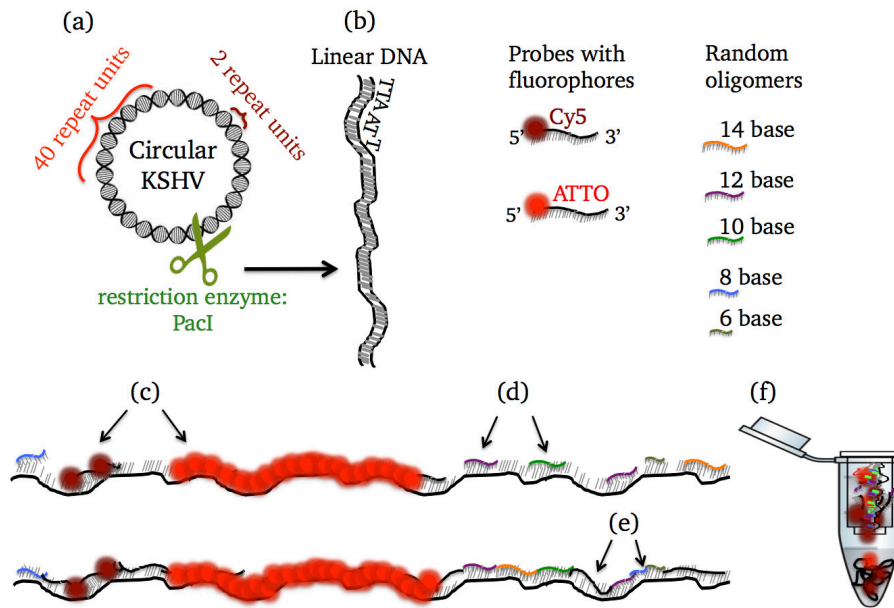 (a)
40 repeat units
2 repeat units
Circular
KSHV
restriction enzyme:
PacI
(b)
Linear DNA
TTAATT
Probes with
fluorophores
Cy5
5' 3'
ATTO
5' 3'
Random
oligomers
14 base
12 base
10 base
8 base
6 base
(c)
(d)
(e)
(f)